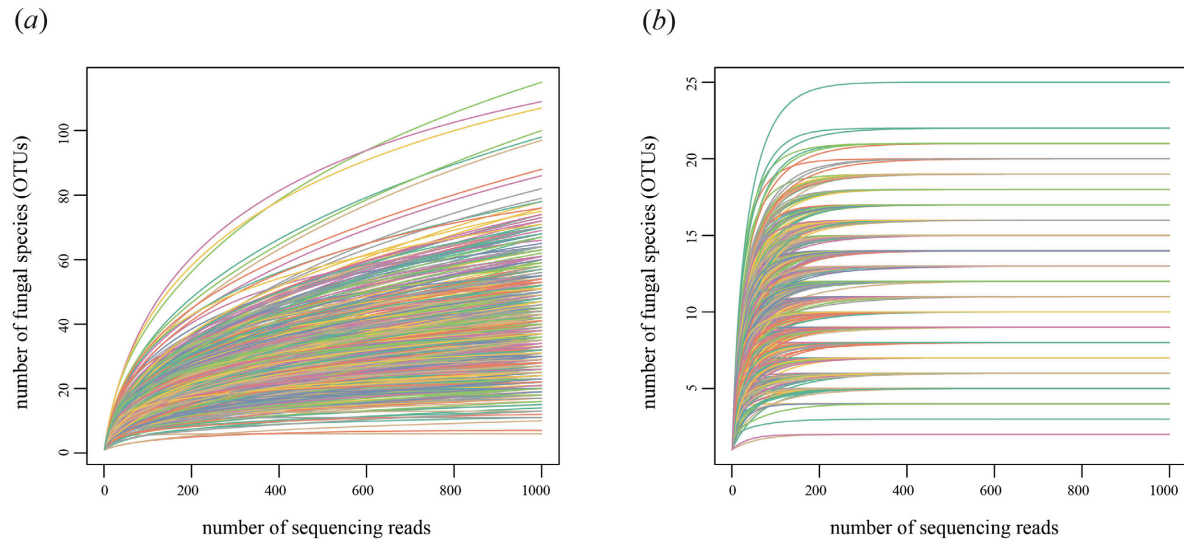 (a)
number of fungal species (OTUs)
100
80
60
40
20
0
0 200 400 600 800 1000
number of sequencing reads
(b)
number of fungal species (OTUs)
25
20
15
10
5
0 200 400 600 800 1000
number of sequencing reads